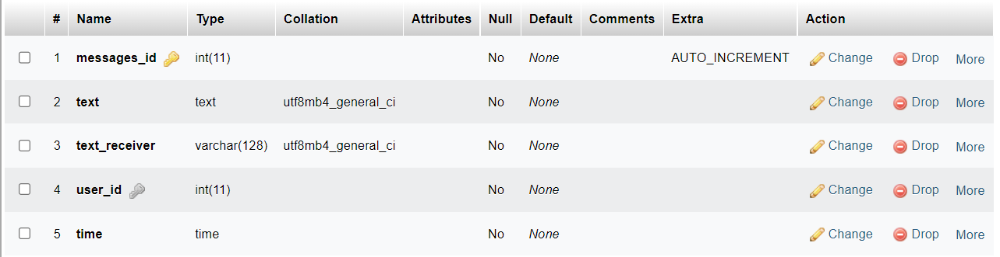 # Name Type Collation Attributes Null Default Comments Extra Action
1 messages_id int(11) No None AUTO_INCREMENT Change Drop More
2 text text utf8mb4_general_ci No None Change Drop More
3 text_receiver varchar(128) utf8mb4_general_ci No None Change Drop More
4 user_id int(11) No None Change Drop More
5 time time No None Change Drop More